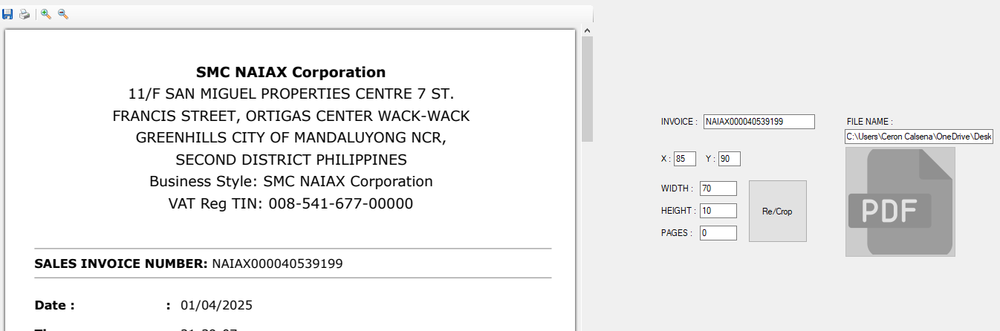 SMC NAIAX Corporation
11/F SAN MIGUEL PROPERTIES CENTRE 7 ST.
FRANCIS STREET, ORTIGAS CENTER WACK-WACK
GREENHILLS CITY OF MANDALUYONG NCR,
SECOND DISTRICT PHILIPPINES
Business Style: SMC NAIAX Corporation
VAT Reg TIN: 008-541-677-00000
SALES INVOICE NUMBER: NAIAX000040539199
Date : : 01/04/2025
INVOICE : NAIAX000040539199
X : 85 Y : 90
WIDTH : 70
HEIGHT : 10
PAGES : 0
Re/Crop
FILE NAME :
C:\Users\Ceron Calsena\OneDrive\Desk
PDF